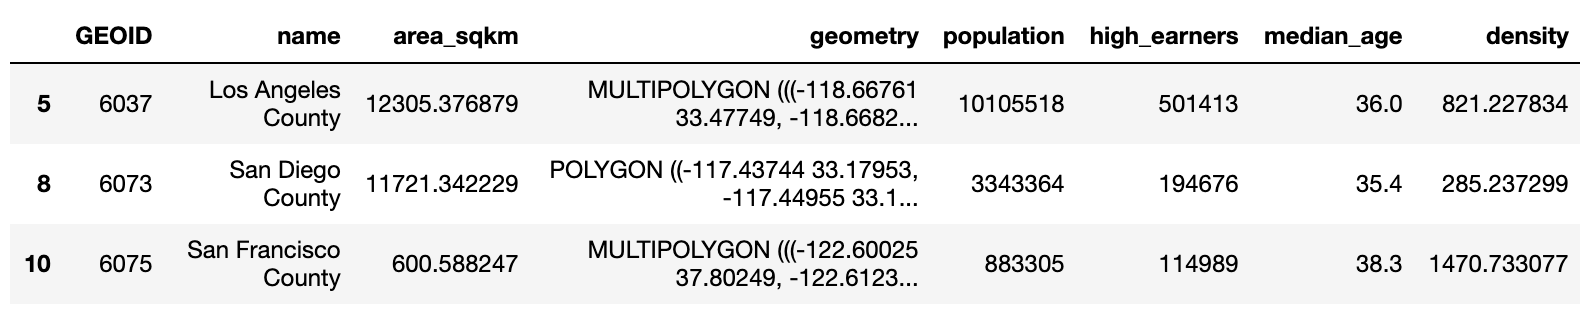 GEOID name area_sqkm geometry population high_earners median_age density
5 6037 Los Angeles County 12305.376879 MULTIPOLYGON (((-118.66761 33.47749, -118.6682... 10105518 501413 36.0 821.227834
8 6073 San Diego County 11721.342229 POLYGON ((-117.43744 33.17953, -117.44955 33.1... 3343364 194676 35.4 285.237299
10 6075 San Francisco County 600.588247 MULTIPOLYGON (((-122.60025 37.80249, -122.6123... 883305 114989 38.3 1470.733077